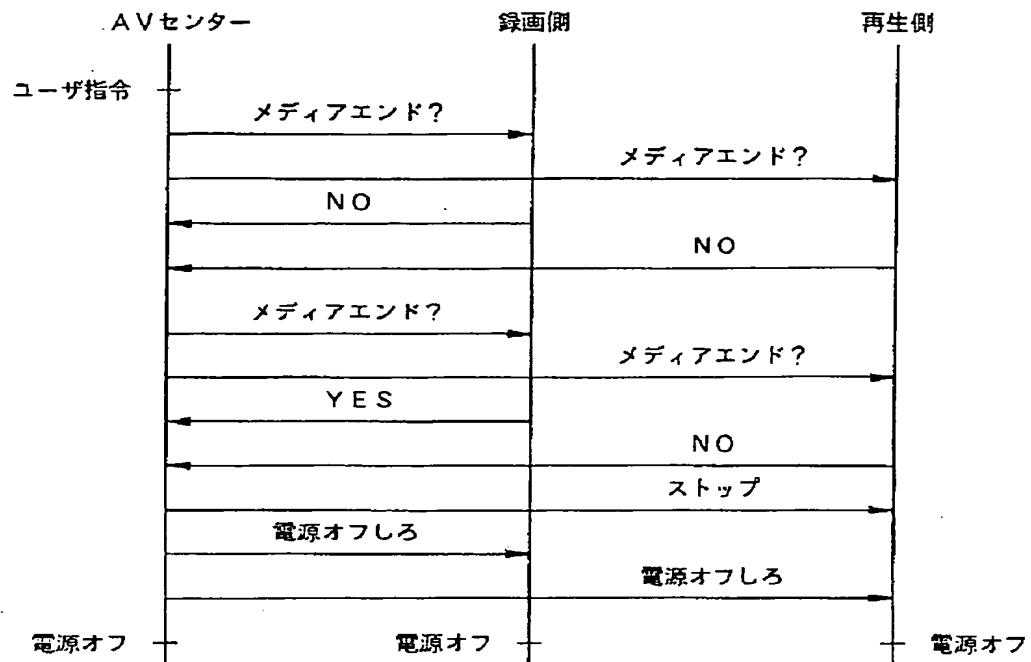 AVセンター
録画側
再生側
ユーザ指令
メディアエンド?
メディアエンド?
NO
NO
メディアエンド?
メディアエンド?
YES
NO
ストップ
電源オフしろ
電源オフしろ
電源オフ
電源オフ
電源オフ